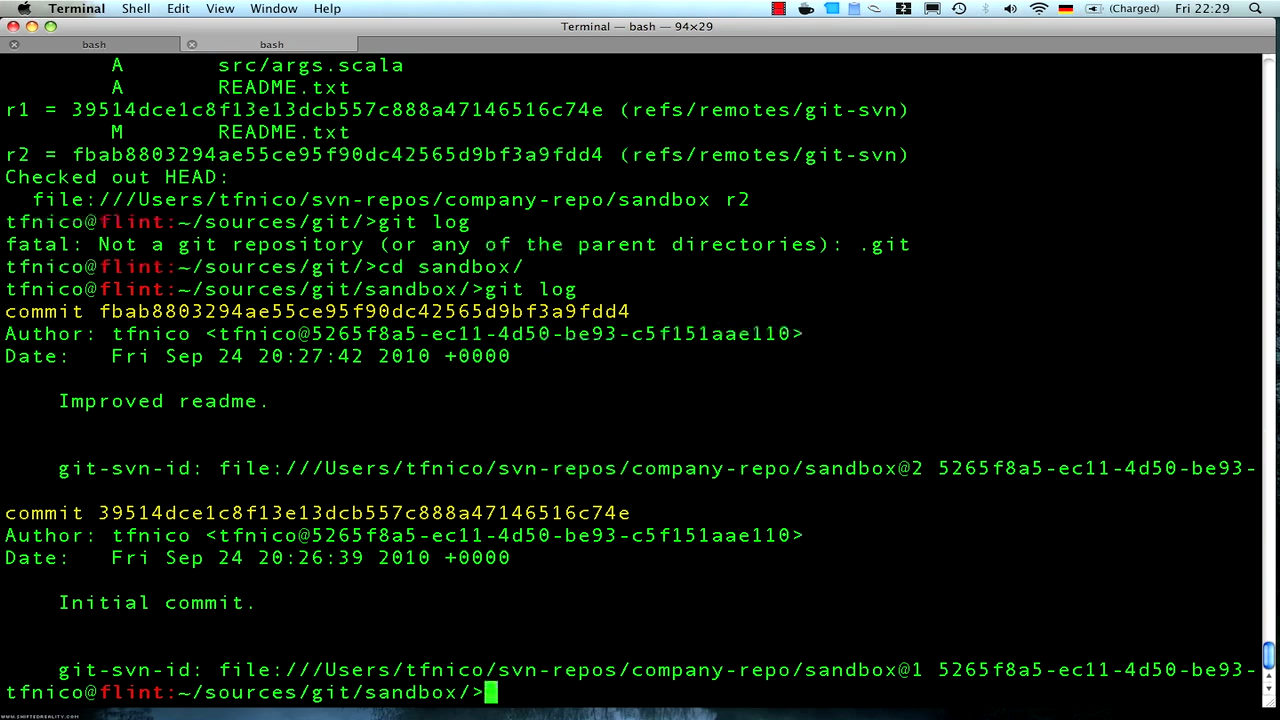 Terminal Shell Edit View Window Help (Charged) Fri 22:29
Terminal — bash — 94×29
bash bash
A src/args.scala
A README.txt
r1 = 39514dce1c8f13e13dcb557c888a47146516c74e (refs/remotes/git-svn)
M README.txt
r2 = fbab8803294ae55ce95f90dc42565d9bf3a9fdd4 (refs/remotes/git-svn)
Checked out HEAD:
file:///Users/tfnico/svn-repos/company-repo/sandbox r2
tfnico@flint:~/sources/git/>git log
fatal: Not a git repository (or any of the parent directories): .git
tfnico@flint:~/sources/git/>cd sandbox/
tfnico@flint:~/sources/git/sandbox/>git log
commit fbab8803294ae55ce95f90dc42565d9bf3a9fdd4
Author: tfnico <tfnico@5265f8a5-ec11-4d50-be93-c5f151aae110>
Date: Fri Sep 24 20:27:42 2010 +0000
Improved readme.
git-svn-id: file:///Users/tfnico/svn-repos/company-repo/sandbox@2 5265f8a5-ec11-4d50-be93-
commit 39514dce1c8f13e13dcb557c888a47146516c74e
Author: tfnico <tfnico@5265f8a5-ec11-4d50-be93-c5f151aae110>
Date: Fri Sep 24 20:26:39 2010 +0000
Initial commit.
git-svn-id: file:///Users/tfnico/svn-repos/company-repo/sandbox@1 5265f8a5-ec11-4d50-be93-
tfnico@flint:~/sources/git/sandbox/>
WWW.SHIFTEDREALITY.COM